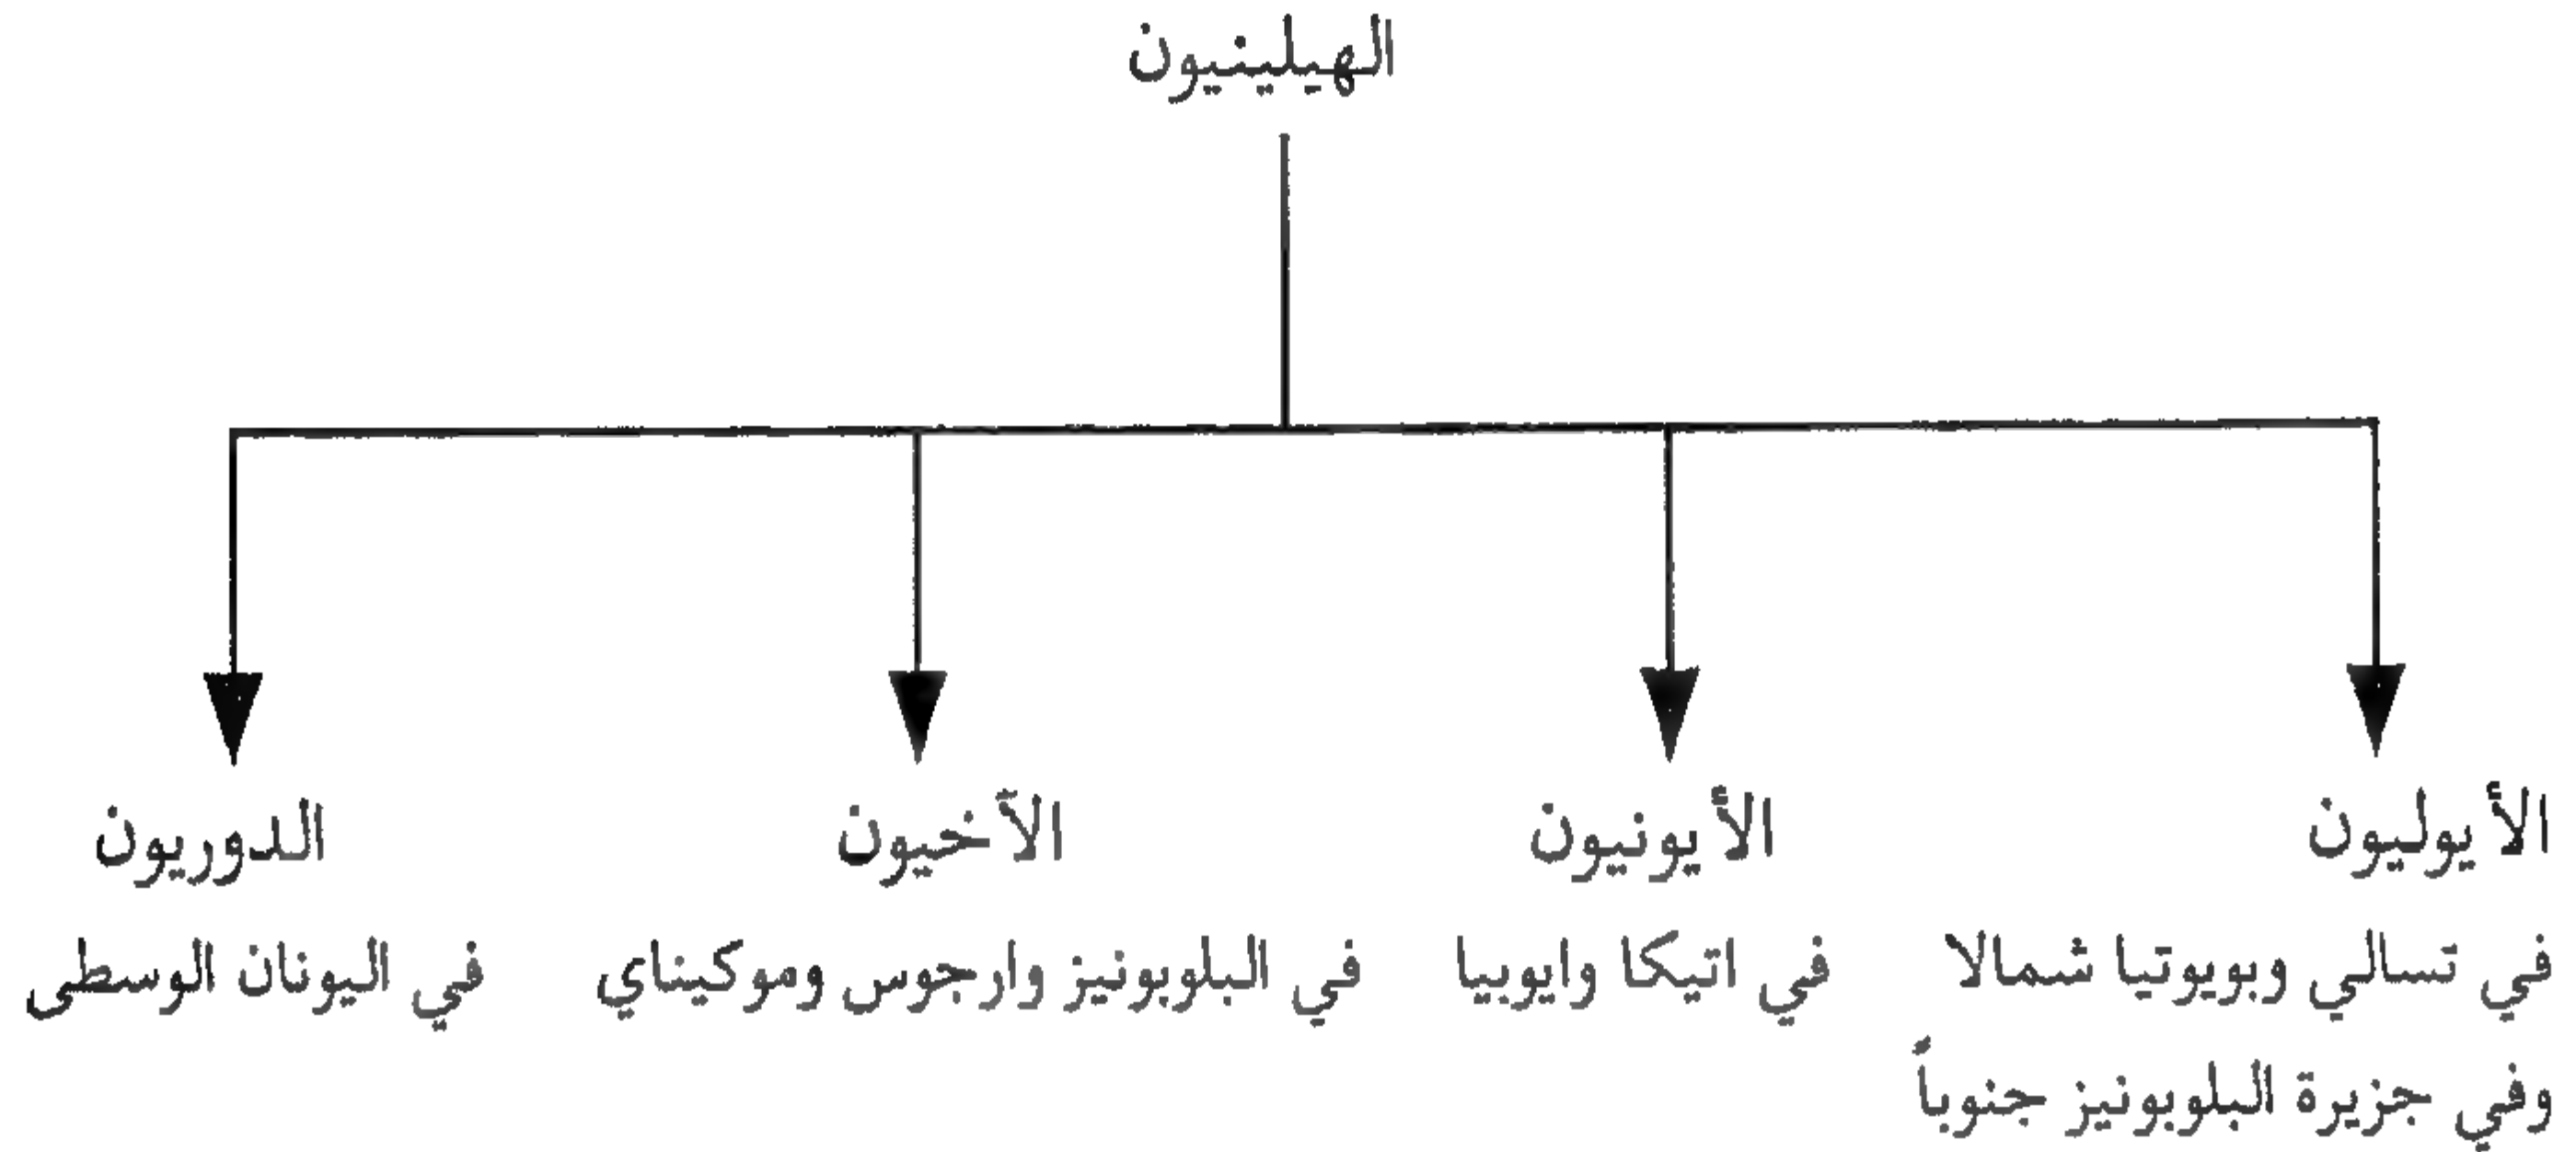 الهيلينيون
الأيوليون
في تسالي وبويوتيا شمالا
وفي جزيرة البلوبونيز جنوباً
الأيونيون
في اتيكا وايوبيا
الآخيون
في البلوبونيز وارجوس وموكيناي
الدوريون
في اليونان الوسطى